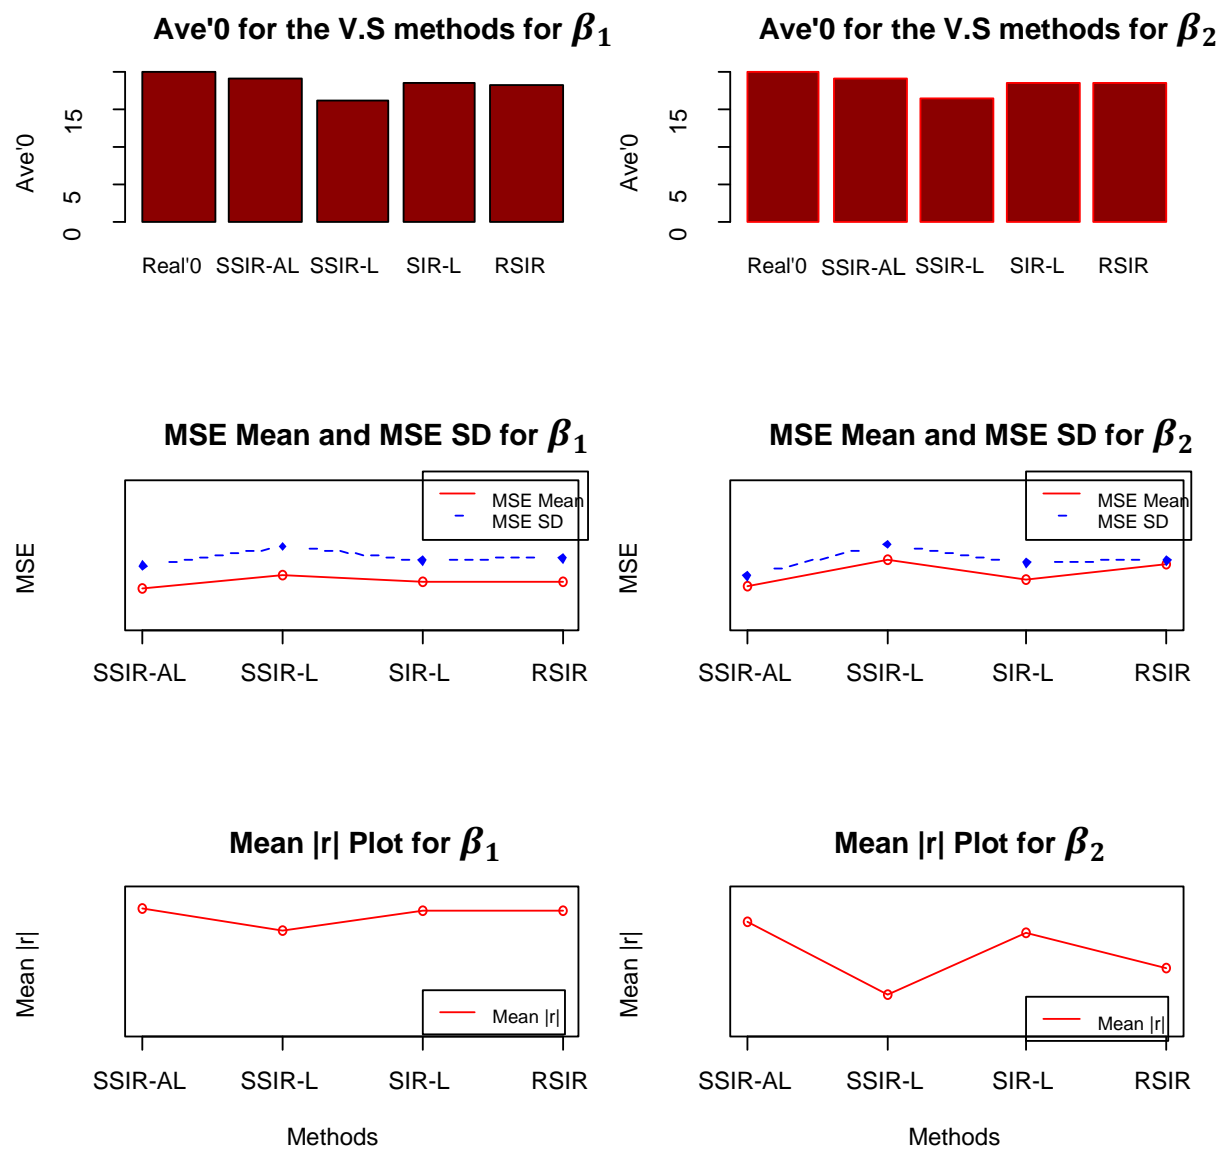 Ave'0 for the V.S methods for β1
Ave'0
15
5
0
Real'0 SSIR-AL SSIR-L SIR-L RSIR
Ave'0 for the V.S methods for β2
Ave'0
15
5
0
Real'0 SSIR-AL SSIR-L SIR-L RSIR
MSE Mean and MSE SD for β1
MSE Mean
MSE SD
MSE
SSIR-AL SSIR-L SIR-L RSIR
MSE Mean and MSE SD for β2
MSE Mean
MSE SD
MSE
SSIR-AL SSIR-L SIR-L RSIR
Mean |r| Plot for β1
Mean |r|
Mean |r|
SSIR-AL SSIR-L SIR-L RSIR
Methods
Mean |r| Plot for β2
Mean |r|
Mean |r|
SSIR-AL SSIR-L SIR-L RSIR
Methods